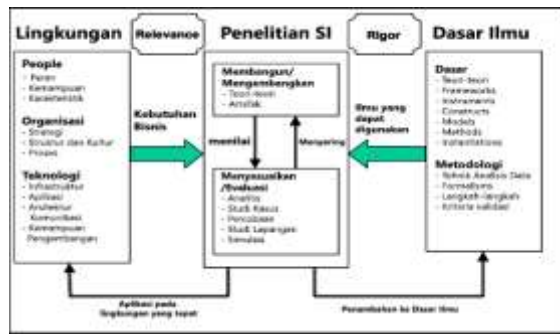 Lingkungan
Relevance
Penelitian SI
Rigor
Dasar Ilmu
People
- Peran
- Kemampuan
- Karakteristik
Organisasi
- Strategi
- Struktur dan Kultur
- Proses
Teknologi
- Infrastruktur
- Aplikasi
- Arsitektur
Komunikasi
- Kemampuan
Pengembangan
Kebutuhan
Bisnis
Membangun/
Mengembangkan
- Teori-teori
- Artefak
menilai
Menyaring
Menyesuaikan
/Evaluasi
- Analisa
- Studi Kasus
- Percobaan
- Studi Lapangan
- Simulasi
Ilmu yang
dapat
digunakan
Dasar
- Teori-teori
- Frameworks
- Instruments
- Constructs
- Models
- Methods
- Instantiations
Metodologi
- Teknik Analisis Data
- Formalisms
- Langkah-langkah
- Kriteria validasi
Aplikasi pada
lingkungan yang tepat
Penambahan ke Dasar Ilmu